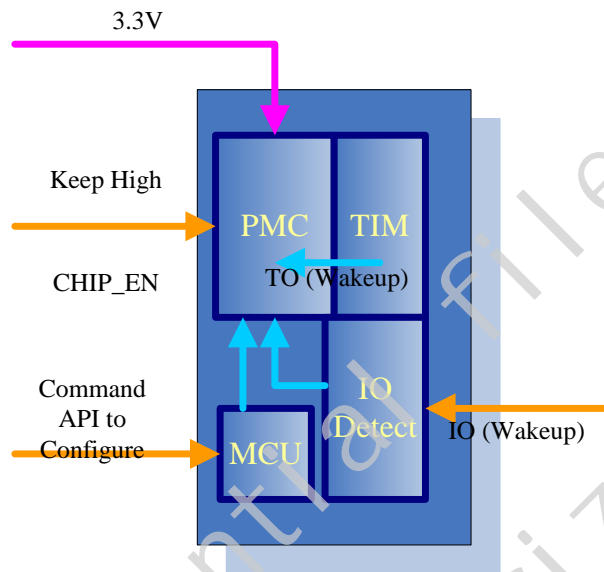 3.3V
Keep High
PMC
TIM
TO (Wakeup)
CHIP_EN
Command
API to
Configure
IO
Detect
IO (Wakeup)
MCU